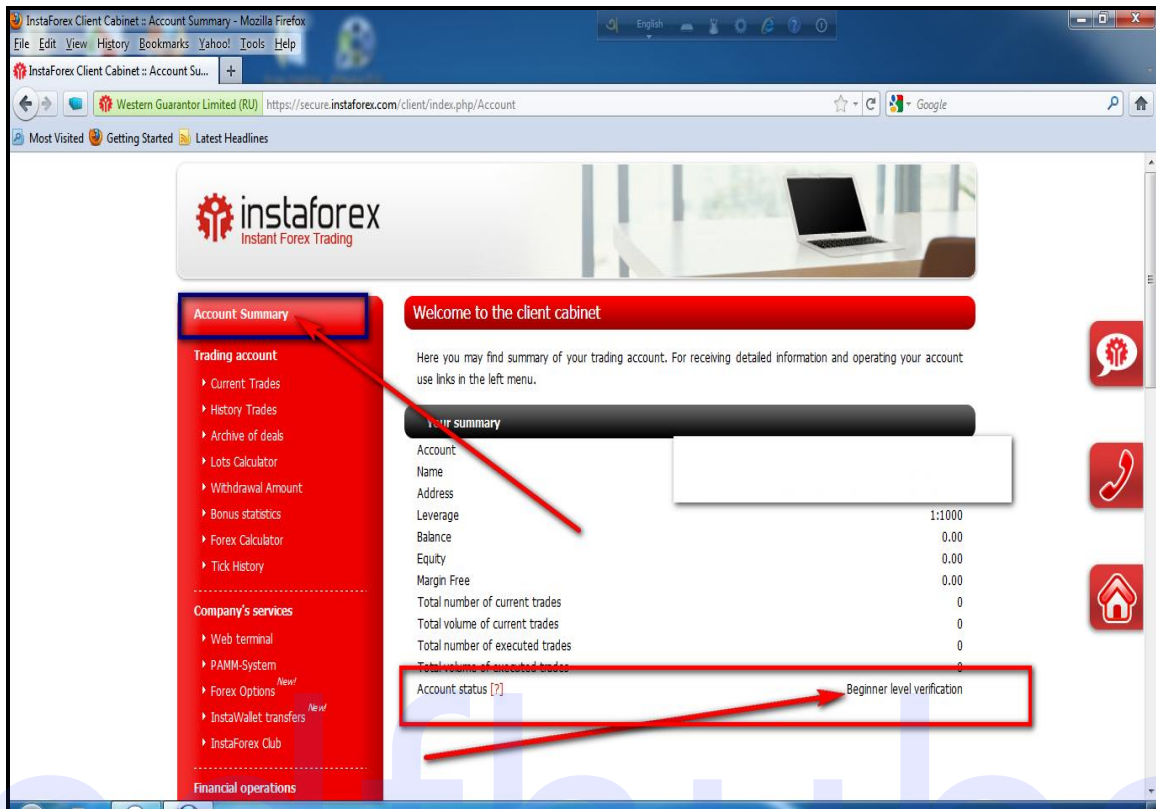 InstaForex Client Cabinet :: Account Summary - Mozilla Firefox
English
File Edit View History Bookmarks Yahoo! Tools Help
InstaForex Client Cabinet :: Account Su... +
Western Guarantor Limited (RU) https://secure.instaforex.com/client/index.php/Account
Google
Most Visited Getting Started Latest Headlines
instaforex
Instant Forex Trading
Account Summary
Trading account
Current Trades
History Trades
Archive of deals
Lots Calculator
Withdrawal Amount
Bonus statistics
Forex Calculator
Tick History
Company's services
Web terminal
PAMM-System
Forex Options New!
InstaWallet transfers New!
InstaForex Club
Financial operations
Welcome to the client cabinet
Here you may find summary of your trading account. For receiving detailed information and operating your account
use links in the left menu.
Your summary
Account
Name
Address
Leverage 1:1000
Balance 0.00
Equity 0.00
Margin Free 0.00
Total number of current trades 0
Total volume of current trades 0
Total number of executed trades 0
Total volume of executed trades 0
Account status [?] Beginner level verification